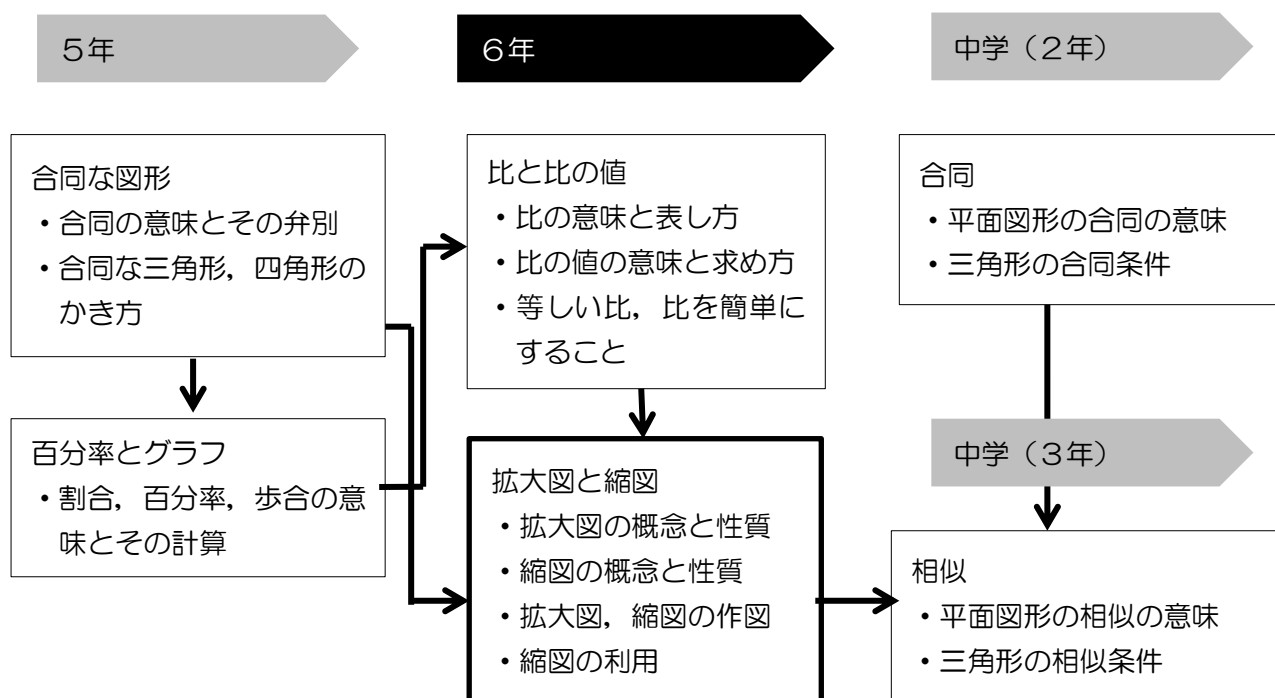 ５年
６年
中学（２年）
合同な図形
・合同の意味とその弁別
・合同な三角形，四角形の
かき方
百分率とグラフ
・割合，百分率，歩合の意
味とその計算
比と比の値
・比の意味と表し方
・比の値の意味と求め方
・等しい比，比を簡単に
すること
拡大図と縮図
・拡大図の概念と性質
・縮図の概念と性質
・拡大図，縮図の作図
・縮図の利用
合同
・平面図形の合同の意味
・三角形の合同条件
中学（３年）
相似
・平面図形の相似の意味
・三角形の相似条件